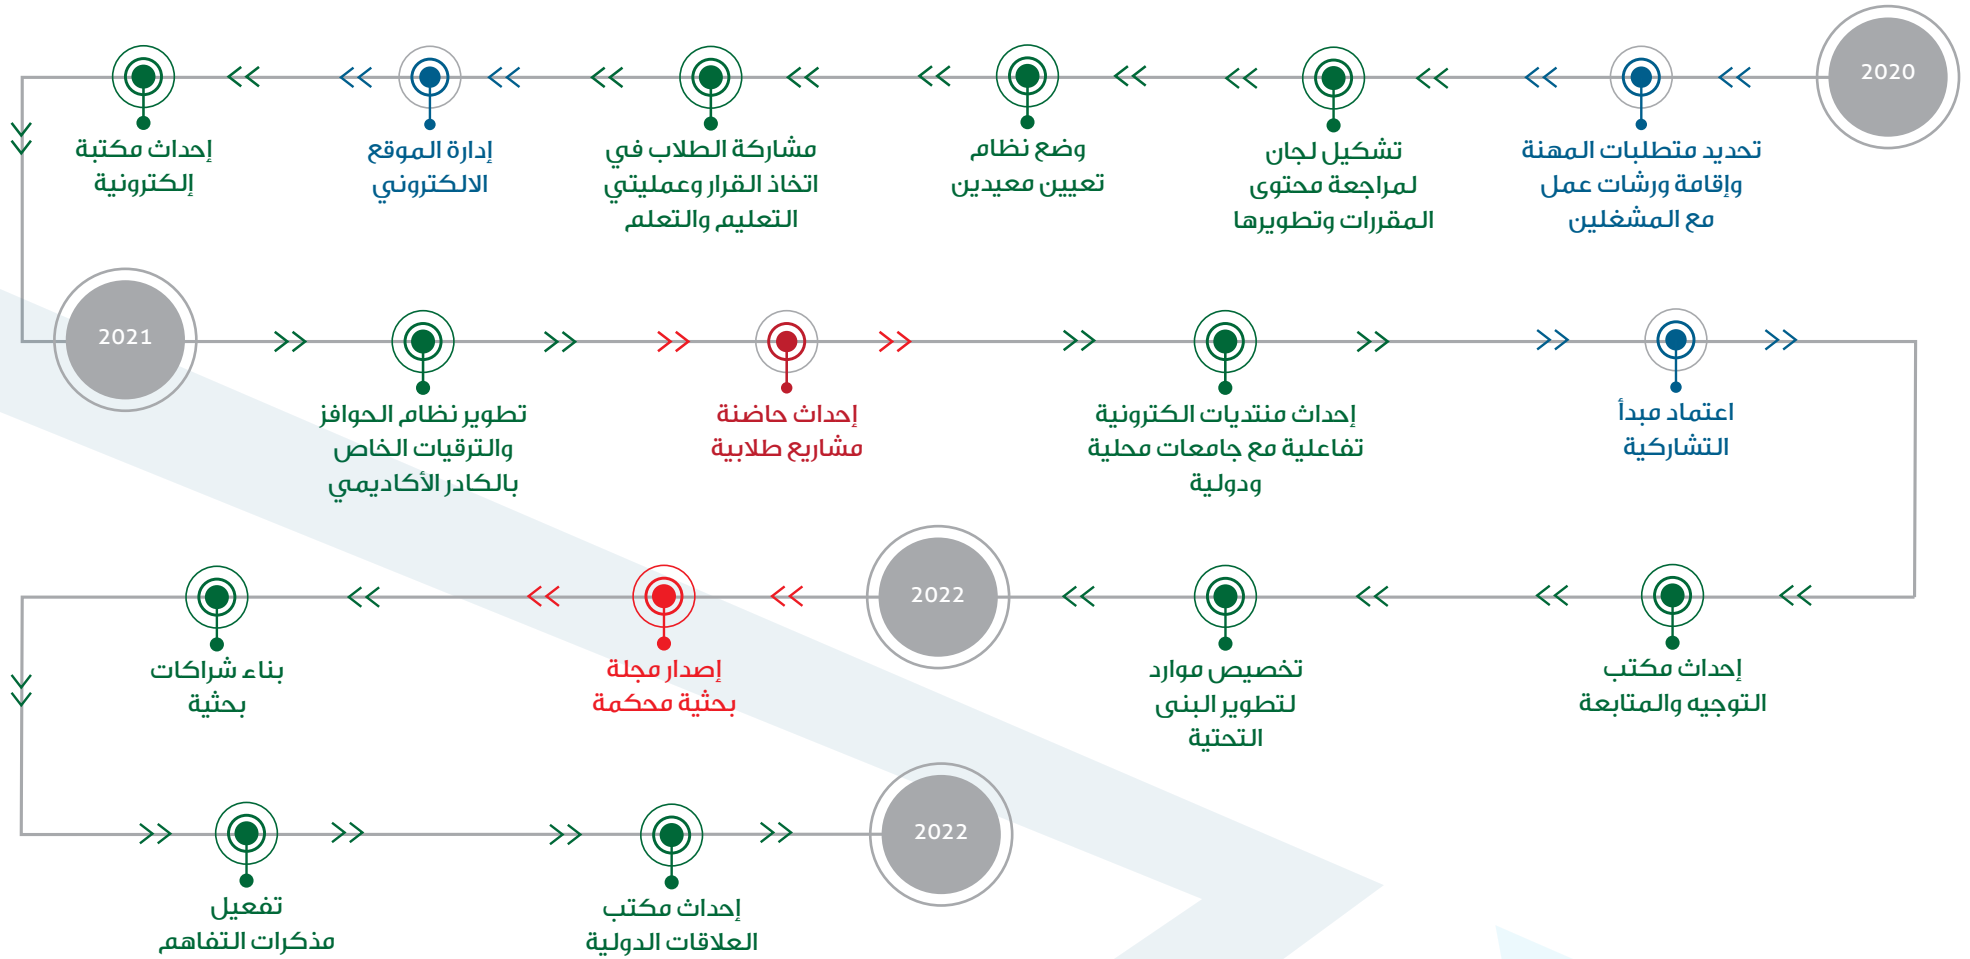 2020
تحديد متطلبات المهنة
وإقامة ورشات عمل
مع المشغلين
تشكيل لجان
لمراجعة محتوى
المقررات وتطويرها
وضع نظام
تعيين معيدين
مشاركة الطلاب في
اتخاذ القرار وعمليتي
التعليم والتعلم
إدارة الموقع
الالكتروني
إحداث مكتبة
إلكترونية
2021
تطوير نظام الحوافز
والترقيات الخاص
بالكادر الأكاديمي
إحداث حاضنة
مشاريع طلابية
إحداث منتديات الكترونية
تفاعلية مع جامعات محلية
ودولية
اعتماد مبدأ
التشاركية
إحداث مكتب
التوجيه والمتابعة
تخصيص موارد
لتطوير البنى
التحتية
2022
إصدار مجلة
بحثية محكمة
بناء شراكات
بحثية
تفعيل
مذكرات التفاهم
إحداث مكتب
العلاقات الدولية
2022